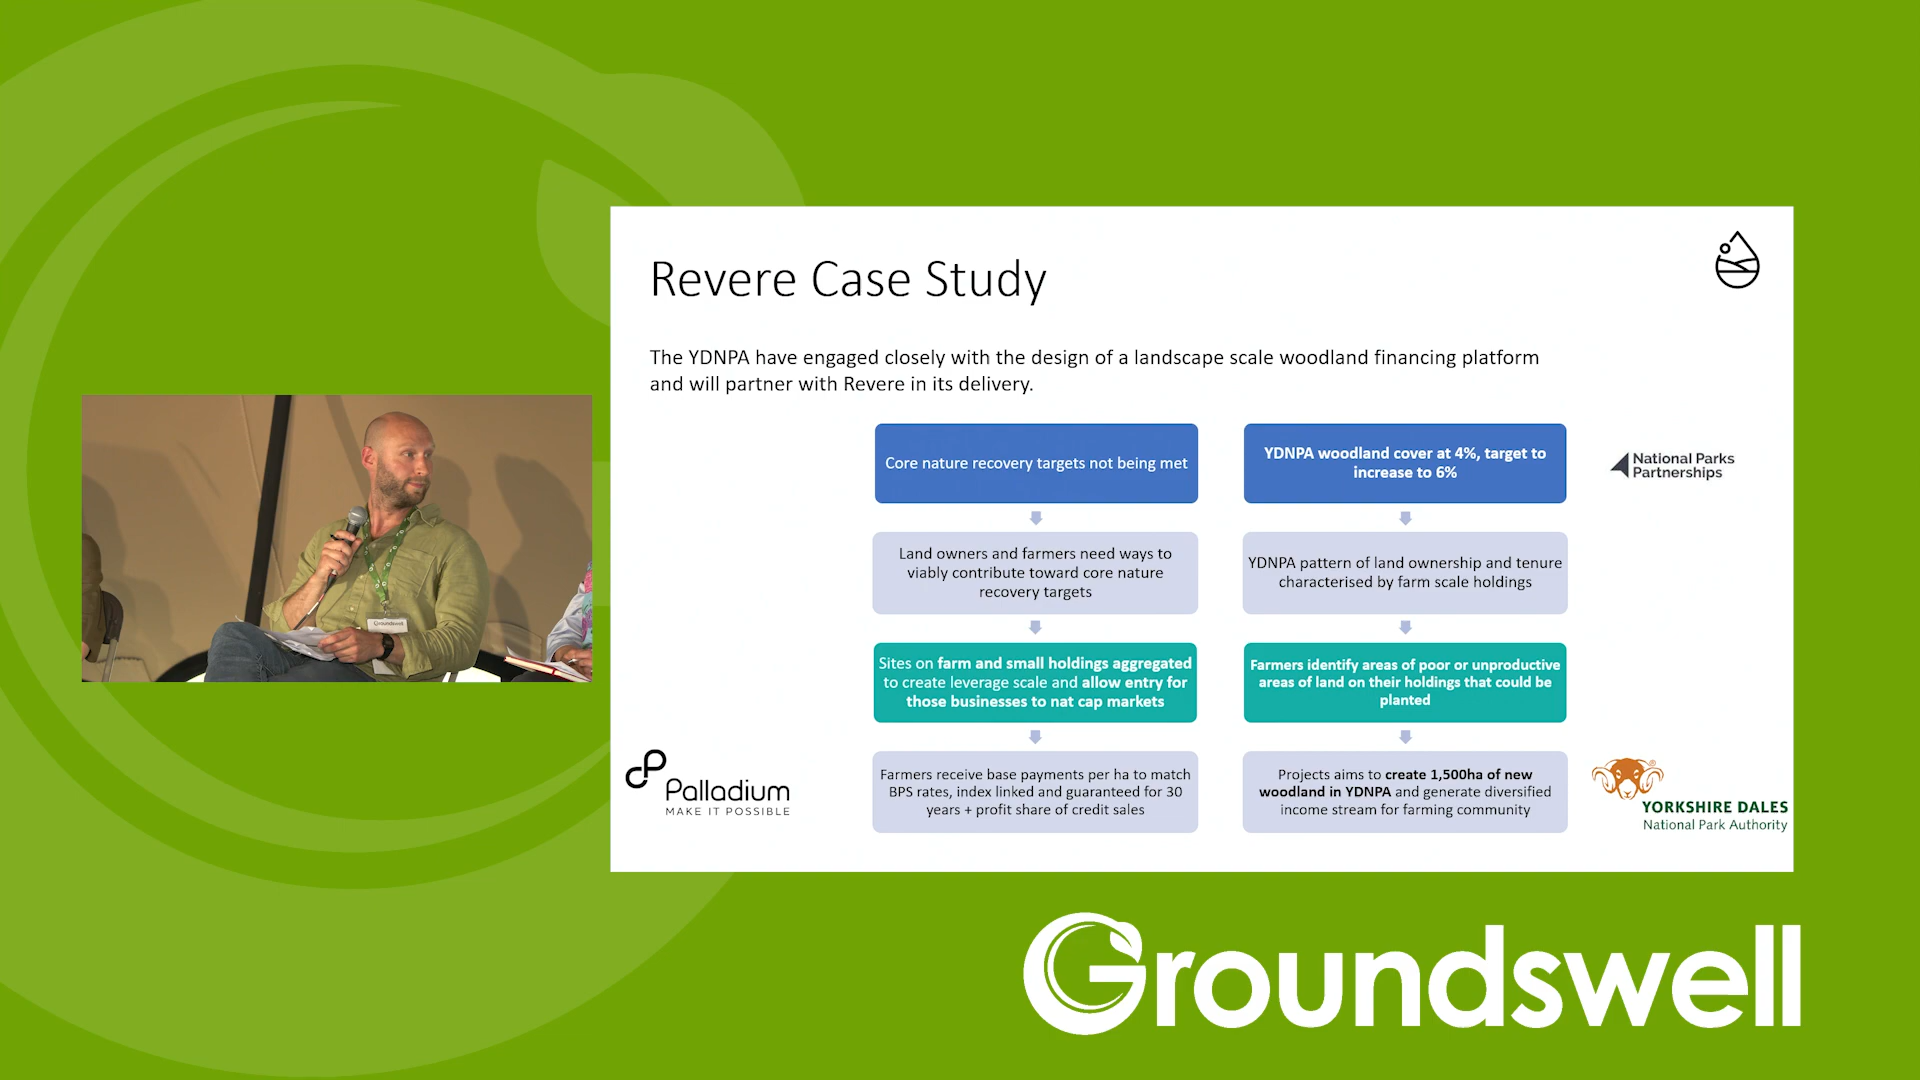 Revere Case Study
The YDNPA have engaged closely with the design of a landscape scale woodland financing platform
and will partner with Revere in its delivery.
Core nature recovery targets not being met
Land owners and farmers need ways to
viably contribute toward core nature
recovery targets
Sites on farm and small holdings aggregated
to create leverage scale and allow entry for
those businesses to nat cap markets
Farmers receive base payments per ha to match
BPS rates, index linked and guaranteed for 30
years + profit share of credit sales
YDNPA woodland cover at 4%, target to
increase to 6%
YDNPA pattern of land ownership and tenure
characterised by farm scale holdings
Farmers identify areas of poor or unproductive
areas of land on their holdings that could be
planted
Projects aims to create 1,500ha of new
woodland in YDNPA and generate diversified
income stream for farming community
National Parks
Partnerships
Palladium
MAKE IT POSSIBLE
YORKSHIRE DALES
National Park Authority
Groundswell
Groundswell